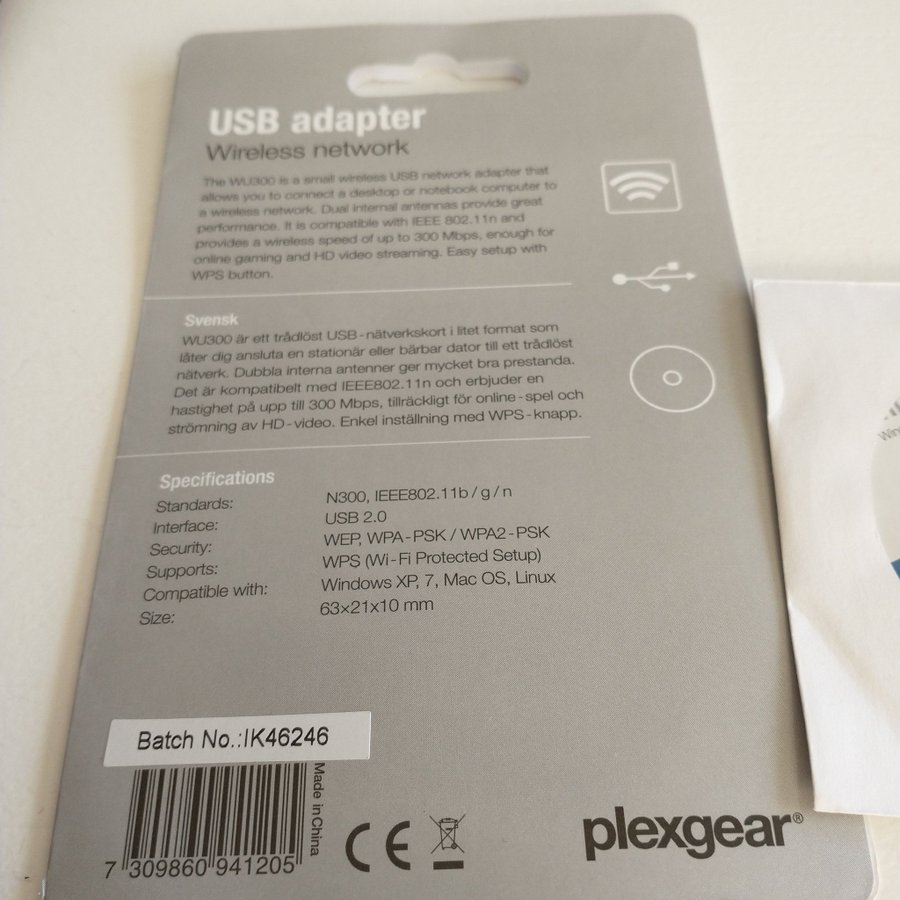 USB adapter
Wireless network
The WU300 is a small wireless USB network adapter that
allows you to connect a desktop or notebook computer to
a wireless network. Dual internal antennas provide great
performance. It is compatible with IEEE 802.11n and
provides a wireless speed of up to 300 Mbps, enough for
online gaming and HD video streaming. Easy setup with
WPS button.
Svensk
WU300 är ett trådlöst USB-nätverkskort i litet format som
låter dig ansluta en stationär eller bärbar dator till ett trådlöst
nätverk. Dubbla interna antenner ger mycket bra prestanda.
Det är kompatibelt med IEEE802.11n och erbjuder en
hastighet på upp till 300 Mbps, tillräckligt för online-spel och
strömning av HD-video. Enkel inställning med WPS-knapp.
Specifications
Standards: N300, IEEE802.11b/g/n
Interface: USB 2.0
Security: WEP, WPA-PSK / WPA2-PSK
Supports: WPS (Wi-Fi Protected Setup)
Compatible with: Windows XP, 7, Mac OS, Linux
Size: 63x21x10 mm
Batch No.:IK46246
Made in China
7 309860 941205
CE
plexgear®